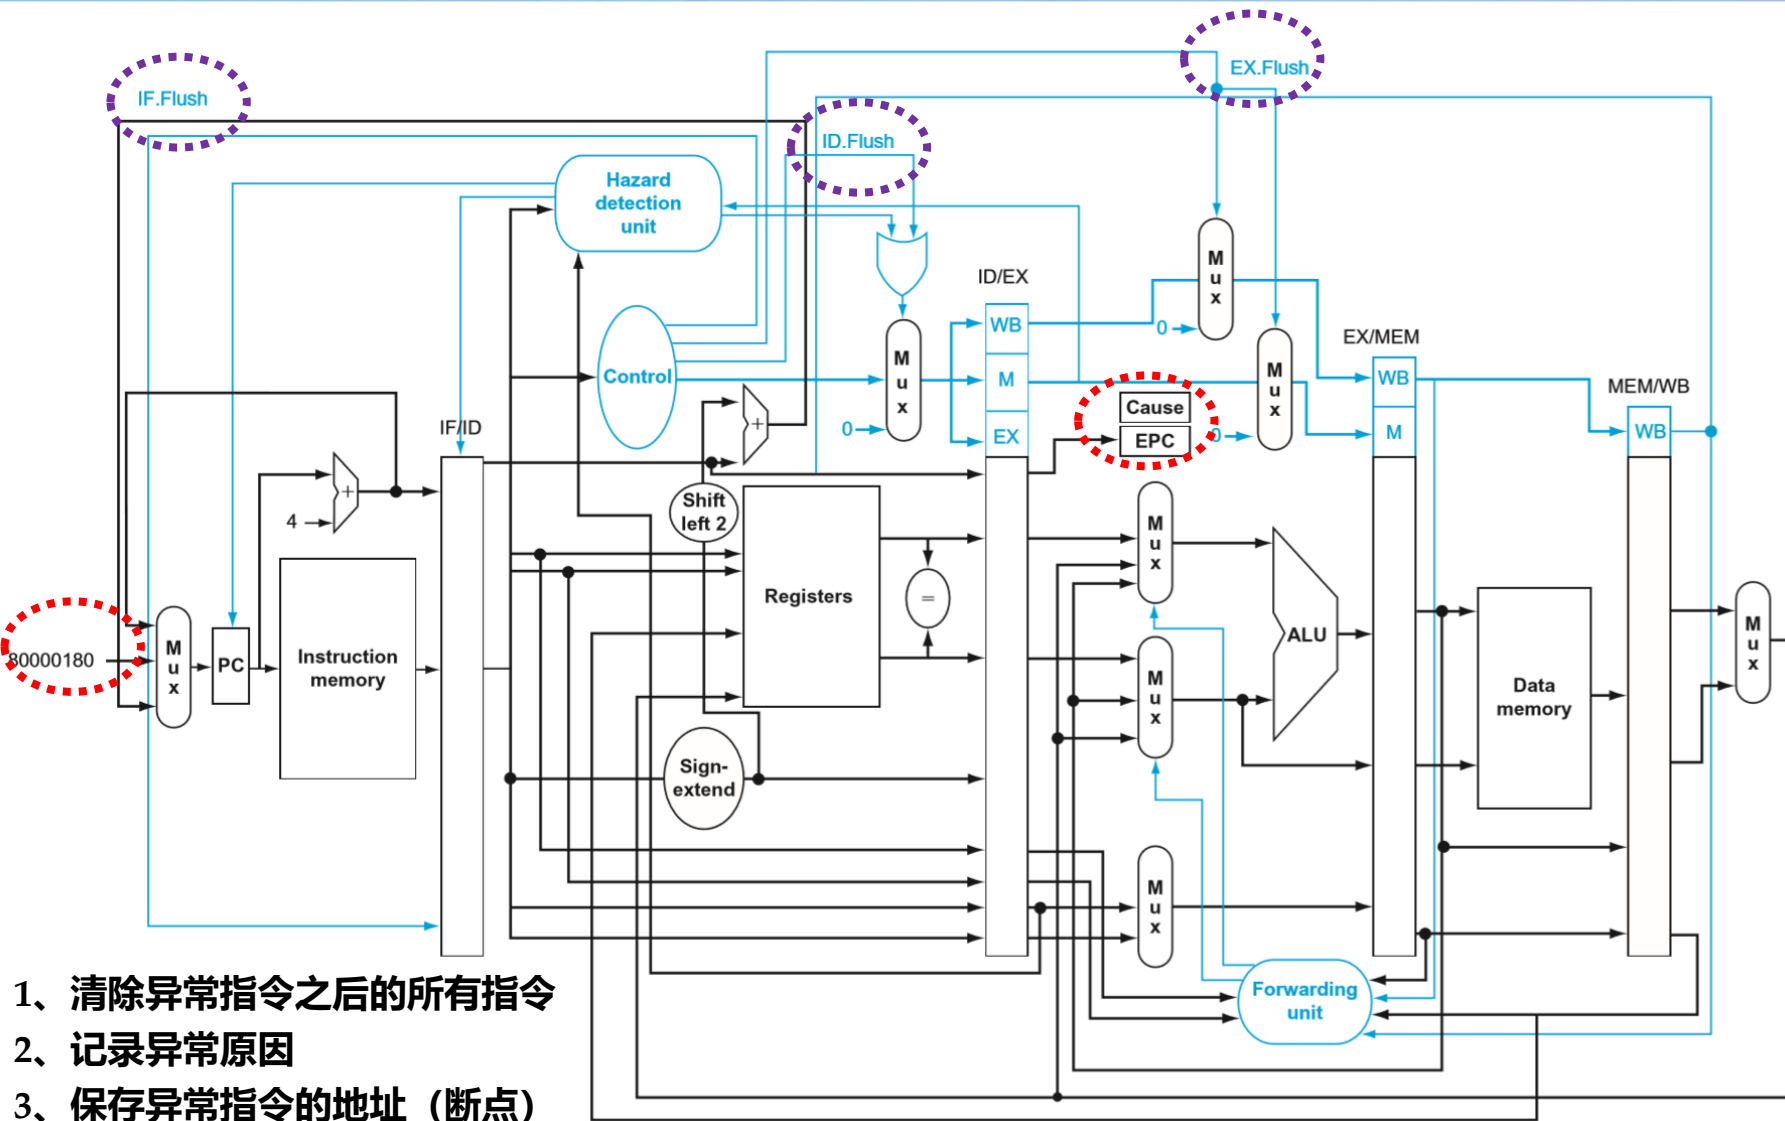 EX.Flush
IF.Flush
ID.Flush
Hazard
detection
unit
M
u
x
ID/EX
WB
0
EX/MEM
M
u
x
Control
M
u
x
M
WB
MEM/WB
Cause
0
+
0
EX
EPC
M
WB
IF/ID
Shift
left 2
+
4
M
u
x
Registers
=
ALU
M
u
x
80000180
M
u
x
PC
Instruction
memory
M
u
x
Data
memory
Sign-
extend
M
u
x
Forwarding
unit
1、清除异常指令之后的所有指令
2、记录异常原因
3、保存异常指令的地址（断点）